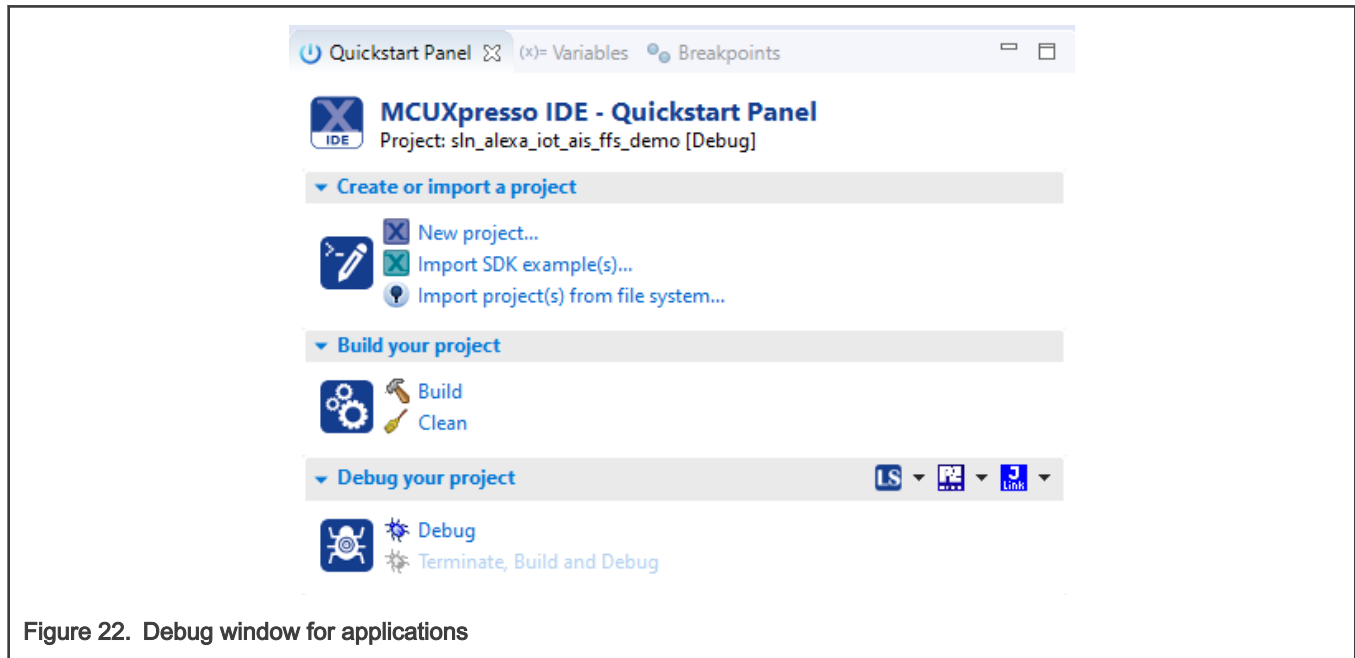 Quickstart Panel (x)= Variables Breakpoints
X IDE
MCUXpresso IDE - Quickstart Panel
Project: sln_alexa_iot_ais_ffs_demo [Debug]
Create or import a project
New project...
Import SDK example(s)...
Import project(s) from file system...
Build your project
Build
Clean
Debug your project LS PE J Link
Debug
Terminate, Build and Debug
Figure 22. Debug window for applications